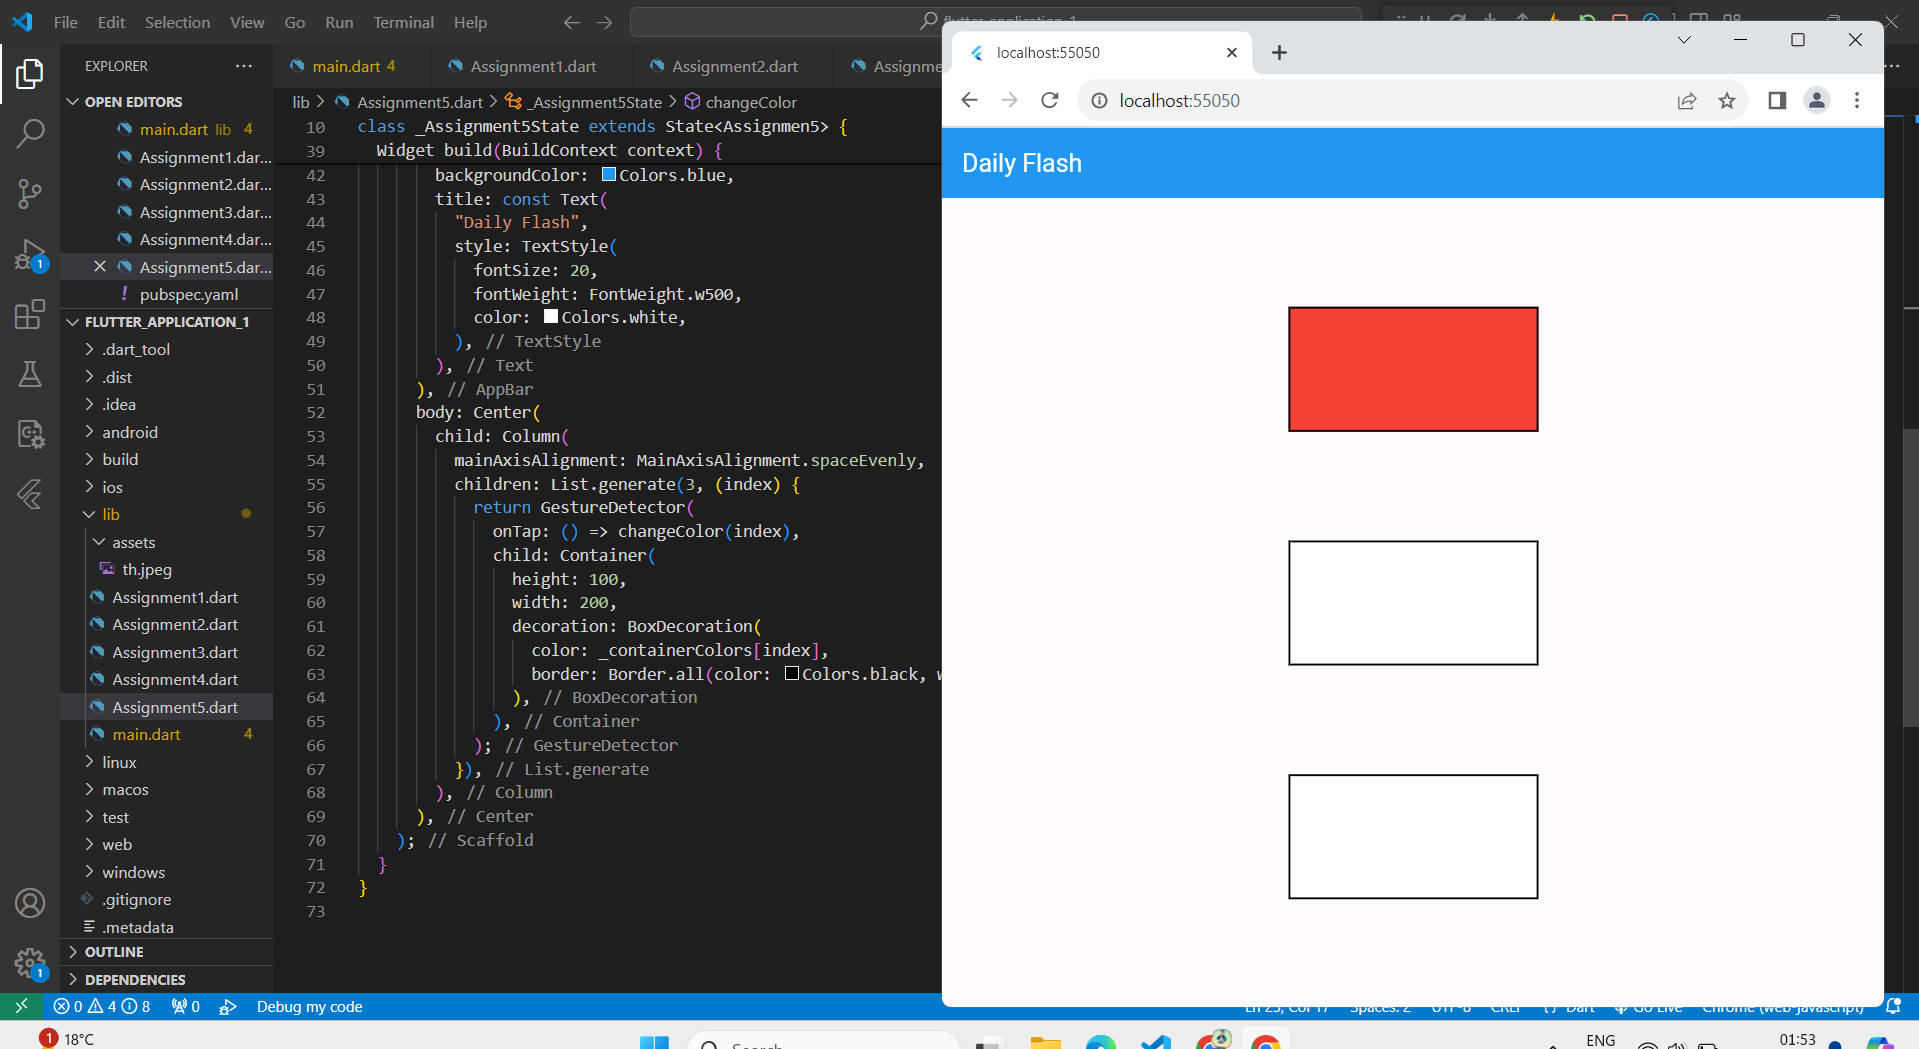 File Edit Selection View Go Run Terminal Help
EXPLORER
OPEN EDITORS
main.dart lib 4
Assignment1.dar...
Assignment2.dar...
Assignment3.dar...
Assignment4.dar...
Assignment5.dar...
! pubspec.yaml
FLUTTER_APPLICATION_1
.dart_tool
.dist
.idea
android
build
ios
lib
assets
th.jpeg
Assignment1.dart
Assignment2.dart
Assignment3.dart
Assignment4.dart
Assignment5.dart
main.dart 4
linux
macos
test
web
windows
.gitignore
.metadata
OUTLINE
DEPENDENCIES
1
1
main.dart 4 Assignment1.dart Assignment2.dart Assignme
lib > Assignment5.dart > _Assignment5State > changeColor
10 class _Assignment5State extends State<Assignmen5> {
39 Widget build(BuildContext context) {
42 backgroundColor: Colors.blue,
43 title: const Text(
44 "Daily Flash",
45 style: TextStyle(
46 fontSize: 20,
47 fontWeight: FontWeight.w500,
48 color: Colors.white,
49 ), // TextStyle
50 ), // Text
51 ), // AppBar
52 body: Center(
53 child: Column(
54 mainAxisAlignment: MainAxisAlignment.spaceEvenly,
55 children: List.generate(3, (index) {
56 return GestureDetector(
57 onTap: () => changeColor(index),
58 child: Container(
59 height: 100,
60 width: 200,
61 decoration: BoxDecoration(
62 color: _containerColors[index],
63 border: Border.all(color: Colors.black, w
64 ), // BoxDecoration
65 ), // Container
66 ); // GestureDetector
67 }), // List.generate
68 ), // Column
69 ), // Center
70 ); // Scaffold
71 }
72 }
73
localhost:55050
localhost:55050
Daily Flash
0 4 8 0 Debug my code
Ln 25, Col 17 Spaces: 2 UTF-8 CRLF {} Dart Go Live Chrome (web-javascript)
1 18°C
Search
ENG
01:53